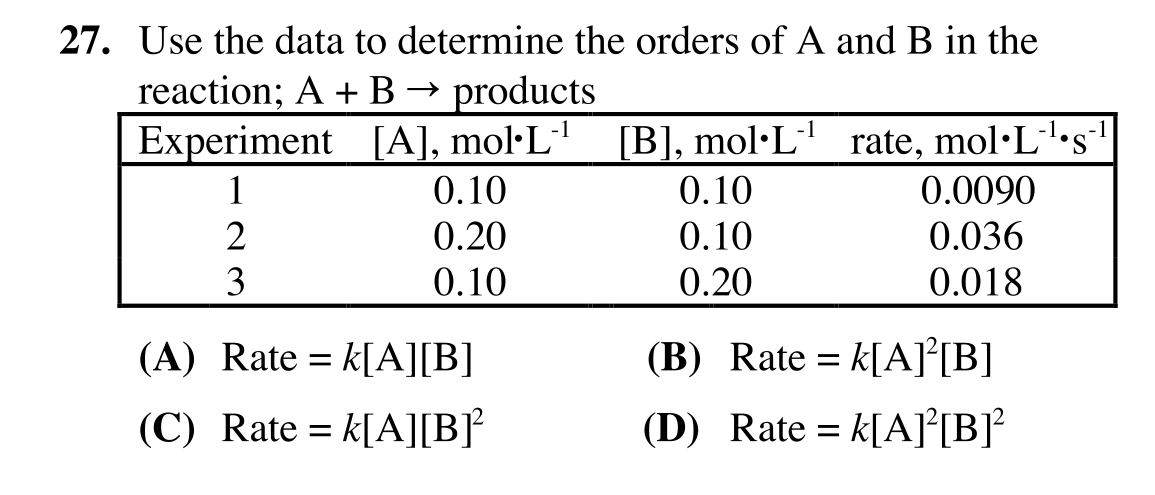 27. Use the data to determine the orders of A and B in the
reaction; A + B → products
Experiment [A], mol•L⁻¹ [B], mol•L⁻¹ rate, mol•L⁻¹•s⁻¹
1 0.10 0.10 0.0090
2 0.20 0.10 0.036
3 0.10 0.20 0.018
(A) Rate = k[A][B] (B) Rate = k[A]²[B]
(C) Rate = k[A][B]² (D) Rate = k[A]²[B]²